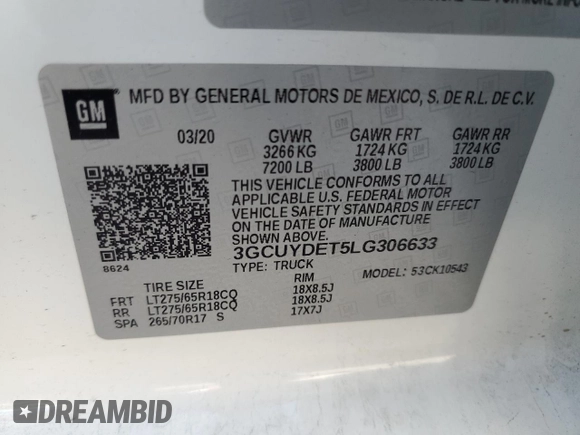 GM
MFD BY GENERAL MOTORS DE MEXICO, S. DE R.L. DE C.V.
03/20 GVWR GAWR FRT GAWR RR
3266 KG 1724 KG 1724 KG
7200 LB 3800 LB 3800 LB
THIS VEHICLE CONFORMS TO ALL
APPLICABLE U.S. FEDERAL MOTOR
VEHICLE SAFETY STANDARDS IN EFFECT
ON THE DATE OF MANUFACTURE
3GCUYDET5LG306633
8624 TYPE: TRUCK MODEL: 53CK10543
TIRE SIZE RIM
FRT LT275/65R18CQ 18X8.5J
RR LT275/65R18CQ 18X8.5J
SPA 265/70R17 S 17X7J
DREAMBID